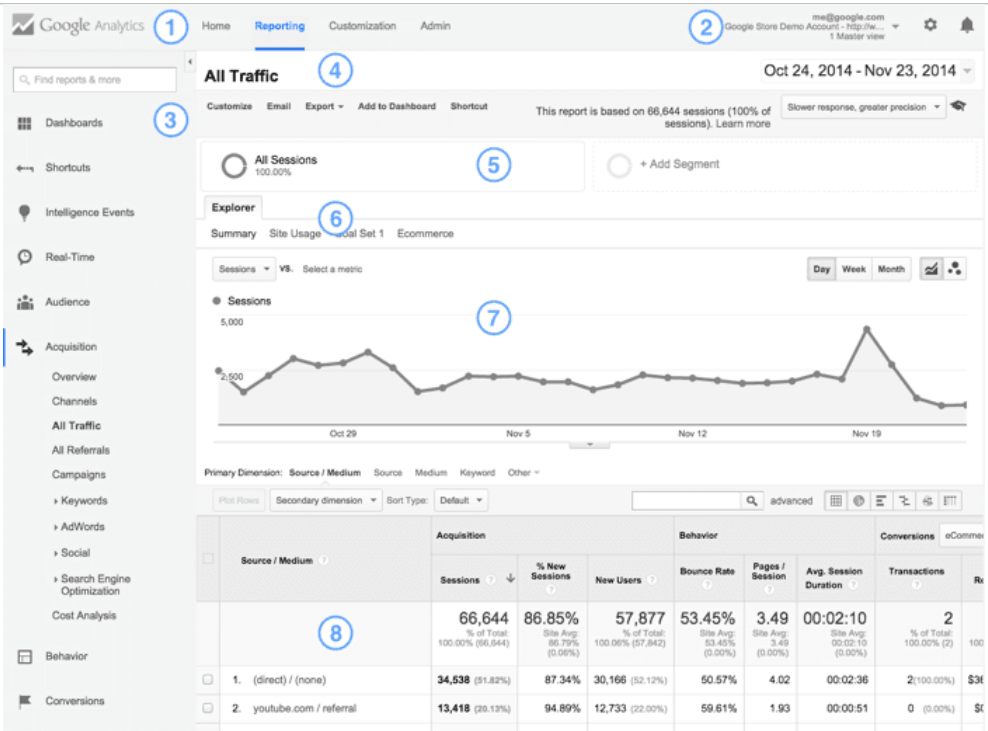 Google Analytics
1
Home Reporting Customization Admin
2
me@google.com
Google Store Demo Account - http://w...
1 Master view
Find reports & more
3
Dashboards
Shortcuts
Intelligence Events
Real-Time
Audience
Acquisition
Overview
Channels
All Traffic
All Referrals
Campaigns
Keywords
AdWords
Social
Search Engine
Optimization
Cost Analysis
Behavior
Conversions
All Traffic
4
Oct 24, 2014 - Nov 23, 2014
Customize Email Export Add to Dashboard Shortcut
This report is based on 66,644 sessions (100% of
sessions). Learn more
Slower response, greater precision
All Sessions
100.00%
5
+ Add Segment
Explorer
6
Summary Site Usage Goal Set 1 Ecommerce
Sessions VS. Select a metric
Day Week Month
Sessions
7
5,000
2,500
Oct 29 Nov 5 Nov 12 Nov 19
Primary Dimension: Source / Medium Source Medium Keyword Other
Plot Rows Secondary dimension Sort Type: Default advanced
Acquisition Behavior Conversions eCommer
Source / Medium ? Sessions ? % New Sessions ? New Users ? Bounce Rate ? Pages / Session ? Avg. Session Duration ? Transactions ? Re
8
66,644 86.85% 57,877 53.45% 3.49 00:02:10 2
% of Total: Site Avg: % of Total: Site Avg: Site Avg: Site Avg: % of Total:
100.00% (66,644) 86.79% 100.06% (57,842) 53.45% 3.49 00:02:10 100.00% (2) 100
(0.06%) (0.00%) (0.00%) (0.00%)
1. (direct) / (none) 34,538 (51.82%) 87.34% 30,166 (52.12%) 50.57% 4.02 00:02:36 2(100.00%) $36
2. youtube.com / referral 13,418 (20.13%) 94.89% 12,733 (22.00%) 59.61% 1.93 00:00:51 0 (0.00%) $0